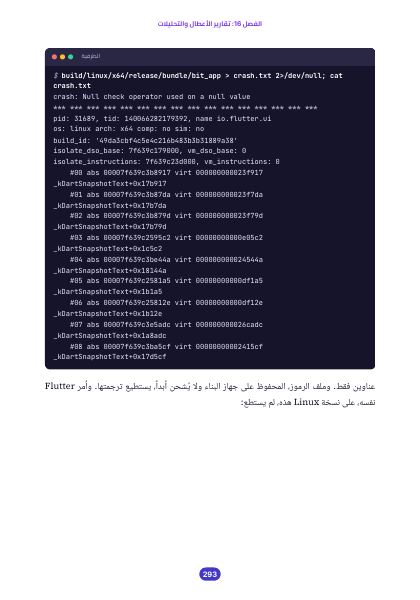 الفصل 16: تقارير الأعطال والتحليلات
الطرفية
$ build/linux/x64/release/bundle/bit_app > crash.txt 2>/dev/null; cat
crash.txt
crash: Null check operator used on a null value
*** *** *** *** *** *** *** *** *** *** *** *** *** *** *** ***
pid: 31689, tid: 140066282179392, name io.flutter.ui
os: linux arch: x64 comp: no sim: no
build_id: '49da3cbf4c5e4c216b483b3b31889a38'
isolate_dso_base: 7f639c179000, vm_dso_base: 0
isolate_instructions: 7f639c23d000, vm_instructions: 0
#00 abs 00007f639c3b8917 virt 000000000023f917
_kDartSnapshotText+0x17b917
#01 abs 00007f639c3b87da virt 000000000023f7da
_kDartSnapshotText+0x17b7da
#02 abs 00007f639c3b879d virt 000000000023f79d
_kDartSnapshotText+0x17b79d
#03 abs 00007f639c2595c2 virt 00000000000e05c2
_kDartSnapshotText+0x1c5c2
#04 abs 00007f639c3be44a virt 000000000024544a
_kDartSnapshotText+0x18144a
#05 abs 00007f639c2581a5 virt 00000000000df1a5
_kDartSnapshotText+0x1b1a5
#06 abs 00007f639c25812e virt 00000000000df12e
_kDartSnapshotText+0x1b12e
#07 abs 00007f639c3e5adc virt 000000000026cadc
_kDartSnapshotText+0x1a8adc
#08 abs 00007f639c3ba5cf virt 00000000002415cf
_kDartSnapshotText+0x17d5cf
عناوين فقط. وملف الرموز، المحفوظ على جهاز البناء ولا يُشحن أبداً، يستطيع ترجمتها. وأمر Flutter
نفسه، على نسخة Linux هذه، لم يستطع:
293